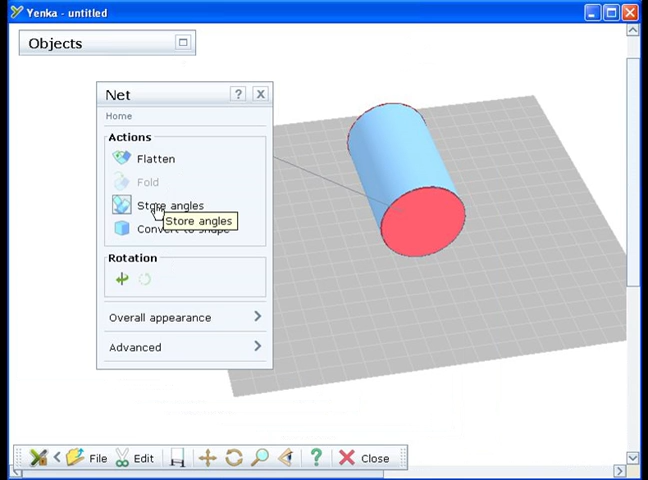 Yenka - untitled
Objects
Net
?
Home
Actions
Flatten
Fold
Store angles
Store angles
Convert to shape
Rotation
Overall appearance
Advanced
File Edit ? Close